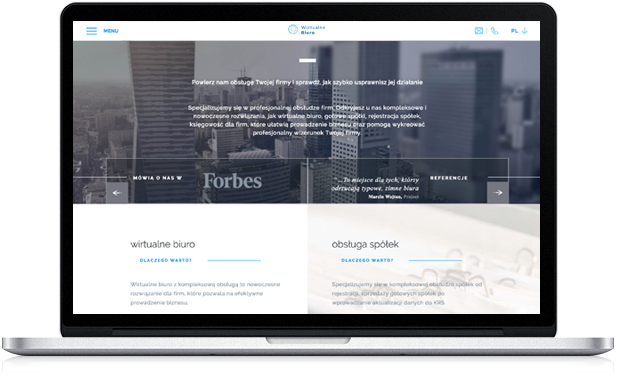 MENU
Wirtualne
Biuro
PL
Powierz nam obsługę Twojej firmy i sprawdź, jak szybko usprawnisz jej działanie
Specjalizujemy się w profesjonalnej obsłudze firm. Odkryjesz u nas kompleksowe i
nowoczesne rozwiązania, jak wirtualne biuro, gotowe spółki, rejestracja spółek,
księgowość dla firm, które ułatwią prowadzenie biznesu oraz pomogą wykreować
profesjonalny wizerunek Twojej firmy.
MÓWIĄ O NAS W
Forbes
"...To miejsce dla tych, którzy
odrzucają typowe, zimne biura
Marcin Wojtas,
REFERENCJE
wirtualne biuro
DLACZEGO WARTO?
Wirtualne biuro z kompleksową obsługą to nowoczesne
rozwiązanie dla firm, które pozwala na efektywne
prowadzenie biznesu.
obsługa spółek
DLACZEGO WARTO?
Specjalizujemy się w kompleksowej obsłudze spółek od
rejestracji, sprzedaży gotowych spółek po
wprowadzenie aktualizacji danych do KRS.